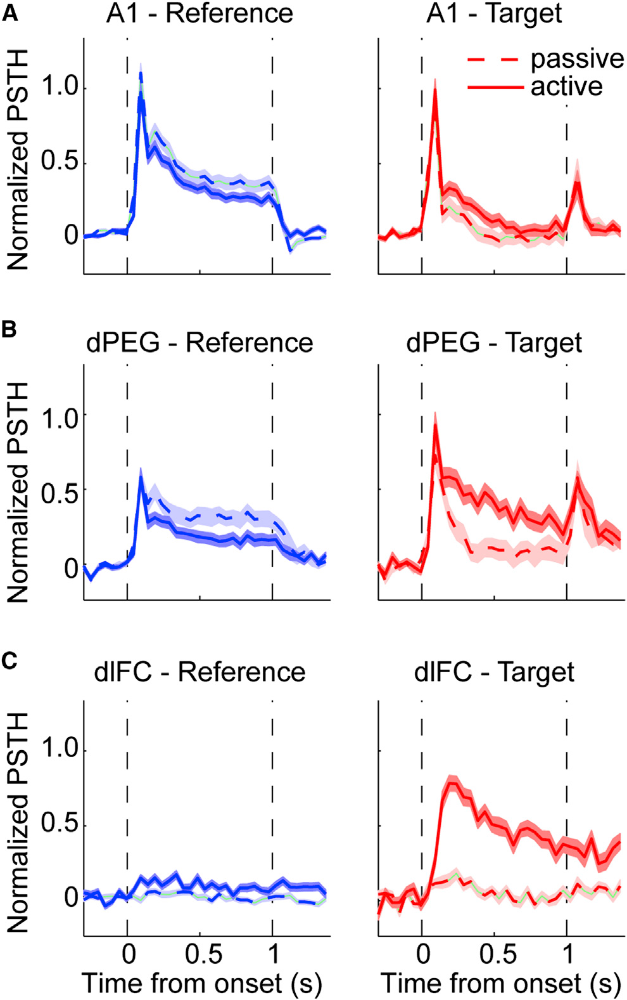 A
A1 - Reference
A1 - Target
Normalized PSTH
1.0
0.5
0
passive
active
B
dPEG - Reference
dPEG - Target
Normalized PSTH
1.0
0.5
0
C
dlFC - Reference
dlFC - Target
Normalized PSTH
1.0
0.5
0
0 0.5 1
0 0.5 1
Time from onset (s)
Time from onset (s)